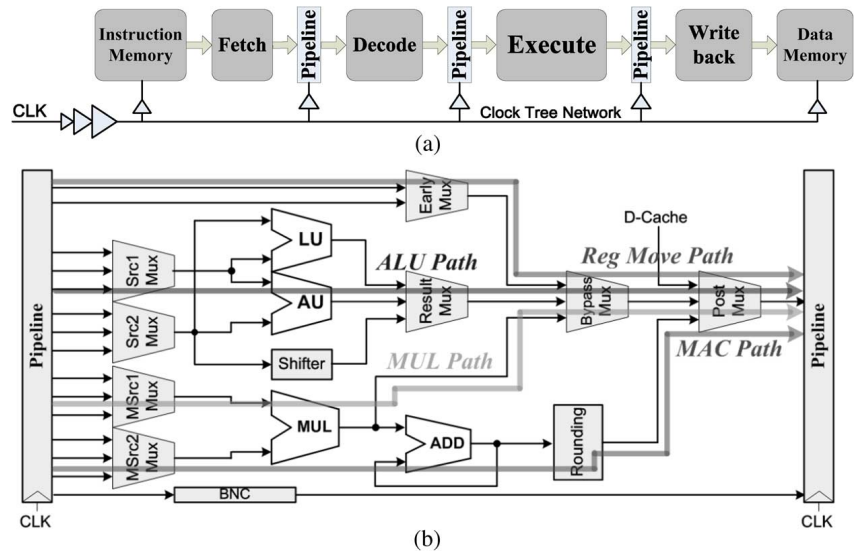 Instruction Memory
Fetch
Pipeline
Decode
Pipeline
Execute
Pipeline
Write back
Data Memory
CLK
Clock Tree Network
(a)
Pipeline
Early Mux
D-Cache
Reg Move Path
LU
ALU Path
Src1 Mux
AU
Result Mux
Bypass Mux
Post Mux
Src2 Mux
Shifter
MUL Path
MAC Path
Pipeline
MSrc1 Mux
MUL
ADD
MSrc2 Mux
Rounding
BNC
CLK
CLK
(b)